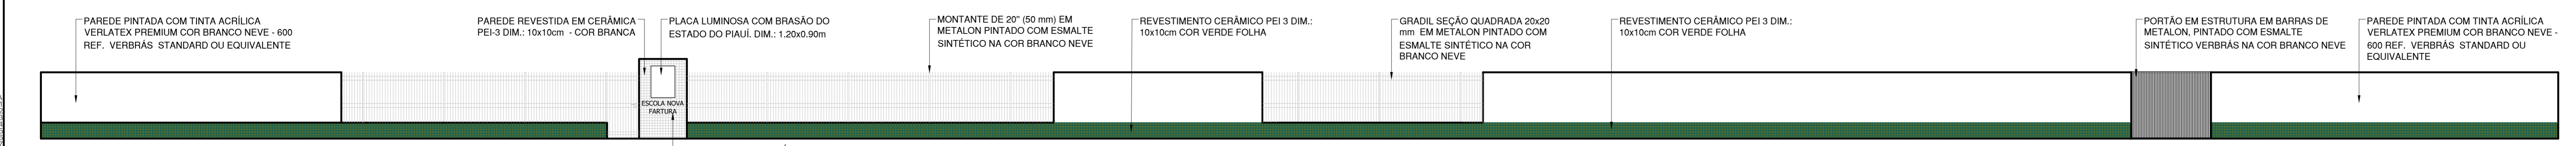 PAREDE PINTADA COM TINTA ACRÍLICA
VERLATEX PREMIUM COR BRANCO NEVE - 600
REF. VERBRÁS STANDARD OU EQUIVALENTE
PAREDE REVESTIDA EM CERÂMICA
PEI-3 DIM.: 10x10cm - COR BRANCA
PLACA LUMINOSA COM BRASÃO DO
ESTADO DO PIAUÍ. DIM.: 1.20x0.90m
MONTANTE DE 20" (50 mm) EM
METALON PINTADO COM ESMALTE
SINTÉTICO NA COR BRANCO NEVE
REVESTIMENTO CERÂMICO PEI 3 DIM.:
10x10cm COR VERDE FOLHA
GRADIL SEÇÃO QUADRADA 20x20
mm EM METALON PINTADO COM
ESMALTE SINTÉTICO NA COR
BRANCO NEVE
REVESTIMENTO CERÂMICO PEI 3 DIM.:
10x10cm COR VERDE FOLHA
PORTÃO EM ESTRUTURA EM BARRAS DE
METALON, PINTADO COM ESMALTE
SINTÉTICO VERBRÁS NA COR BRANCO NEVE
PAREDE PINTADA COM TINTA ACRÍLICA
VERLATEX PREMIUM COR BRANCO NEVE -
600 REF. VERBRÁS STANDARD OU
EQUIVALENTE
ESCOLA NOVA
FARTURA